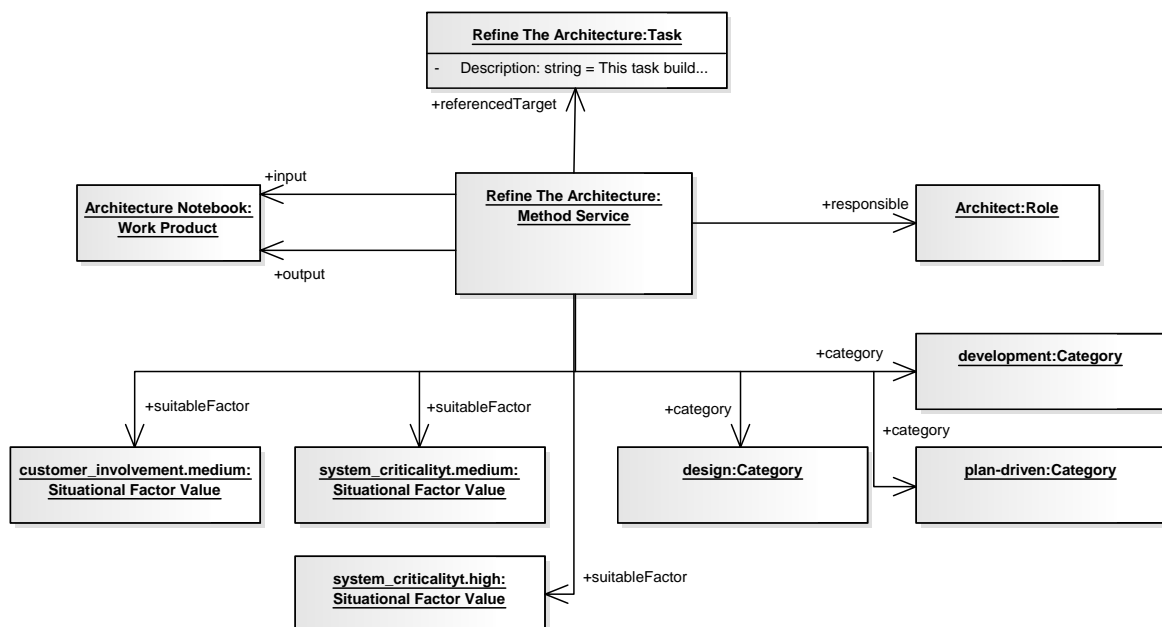 Refine The Architecture:Task
- Description: string = This task build...
+referencedTarget
+input
Architecture Notebook:
Work Product
+output
Refine The Architecture:
Method Service
+responsible
Architect:Role
+category
development:Category
+suitableFactor
+suitableFactor
+category
+category
customer_involvement.medium:
Situational Factor Value
system_criticalityt.medium:
Situational Factor Value
design:Category
plan-driven:Category
system_criticalityt.high:
Situational Factor Value
+suitableFactor